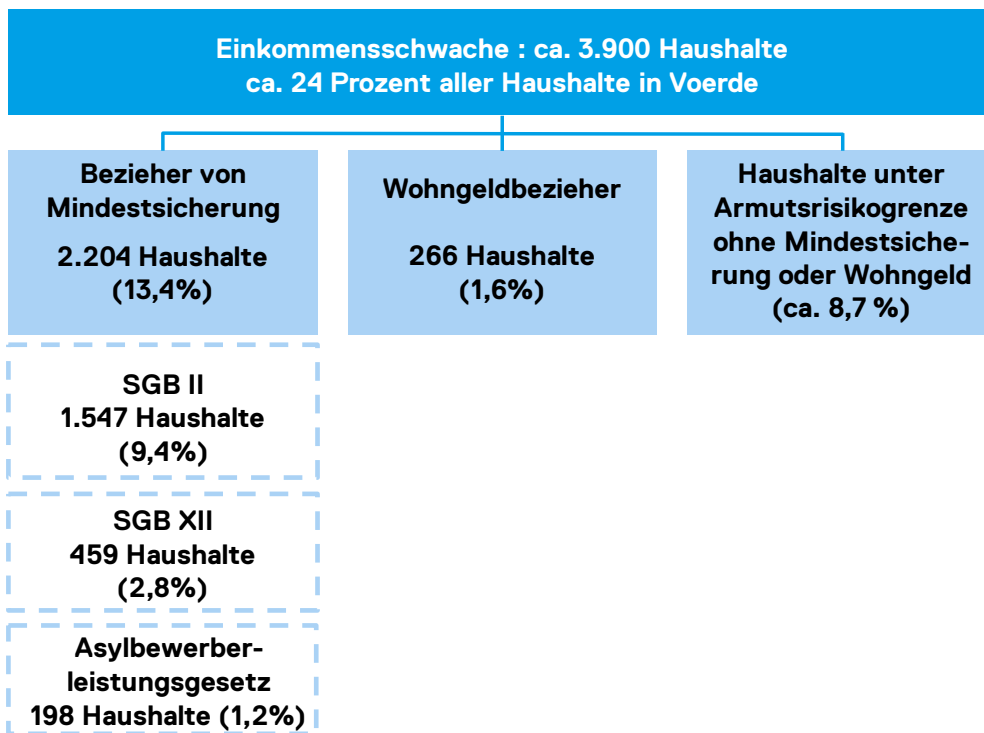 Einkommensschwache : ca. 3.900 Haushalte
ca. 24 Prozent aller Haushalte in Voerde
Bezieher von
Mindestsicherung
2.204 Haushalte
(13,4%)
Wohngeldbezieher
266 Haushalte
(1,6%)
Haushalte unter
Armutsrisikogrenze
ohne Mindestsiche-
rung oder Wohngeld
(ca. 8,7 %)
SGB II
1.547 Haushalte
(9,4%)
SGB XII
459 Haushalte
(2,8%)
Asylbewerber-
leistungsgesetz
198 Haushalte (1,2%)